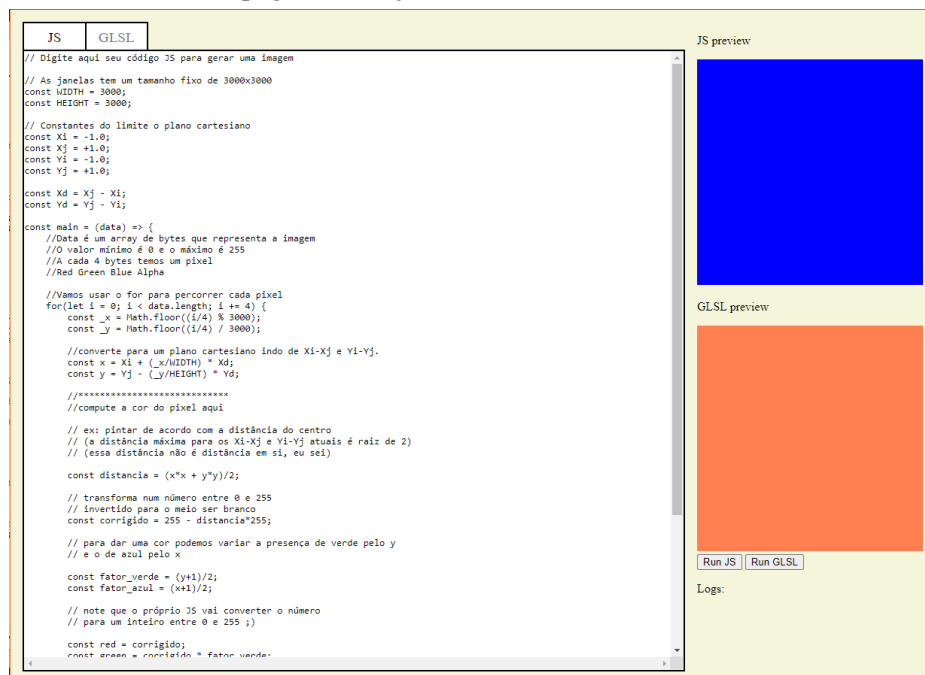 JS GLSL
// Digite aqui seu código JS para gerar uma imagem
// As janelas tem um tamanho fixo de 3000x3000
const WIDTH = 3000;
const HEIGHT = 3000;
// Constantes do limite o plano cartesiano
const Xi = -1.0;
const Xj = +1.0;
const Yi = -1.0;
const Yj = +1.0;
const Xd = Xj - Xi;
const Yd = Yj - Yi;
const main = (data) => {
//Data é um array de bytes que representa a imagem
//O valor mínimo é 0 e o máximo é 255
//A cada 4 bytes temos um pixel
//Red Green Blue Alpha
//Vamos usar o for para percorrer cada pixel
for(let i = 0; i < data.length; i += 4) {
const _x = Math.floor((i/4) % 3000);
const _y = Math.floor((i/4) / 3000);
//converte para um plano cartesiano indo de Xi-Xj e Yi-Yj.
const x = Xi + (_x/WIDTH) * Xd;
const y = Yj - (_y/HEIGHT) * Yd;
//****************************
//compute a cor do pixel aqui
// ex: pintar de acordo com a distância do centro
// (a distância máxima para os Xi-Xj e Yi-Yj atuais é raiz de 2)
// (essa distância não é distância em si, eu sei)
const distancia = (x*x + y*y)/2;
// transforma num número entre 0 e 255
// invertido para o meio ser branco
const corrigido = 255 - distancia*255;
// para dar uma cor podemos variar a presença de verde pelo y
// e o de azul pelo x
const fator_verde = (y+1)/2;
const fator_azul = (x+1)/2;
// note que o próprio JS vai converter o número
// para um inteiro entre 0 e 255 ;)
const red = corrigido;
const green = corrigido * fator_verde;
JS preview
GLSL preview
Run JS Run GLSL
Logs: